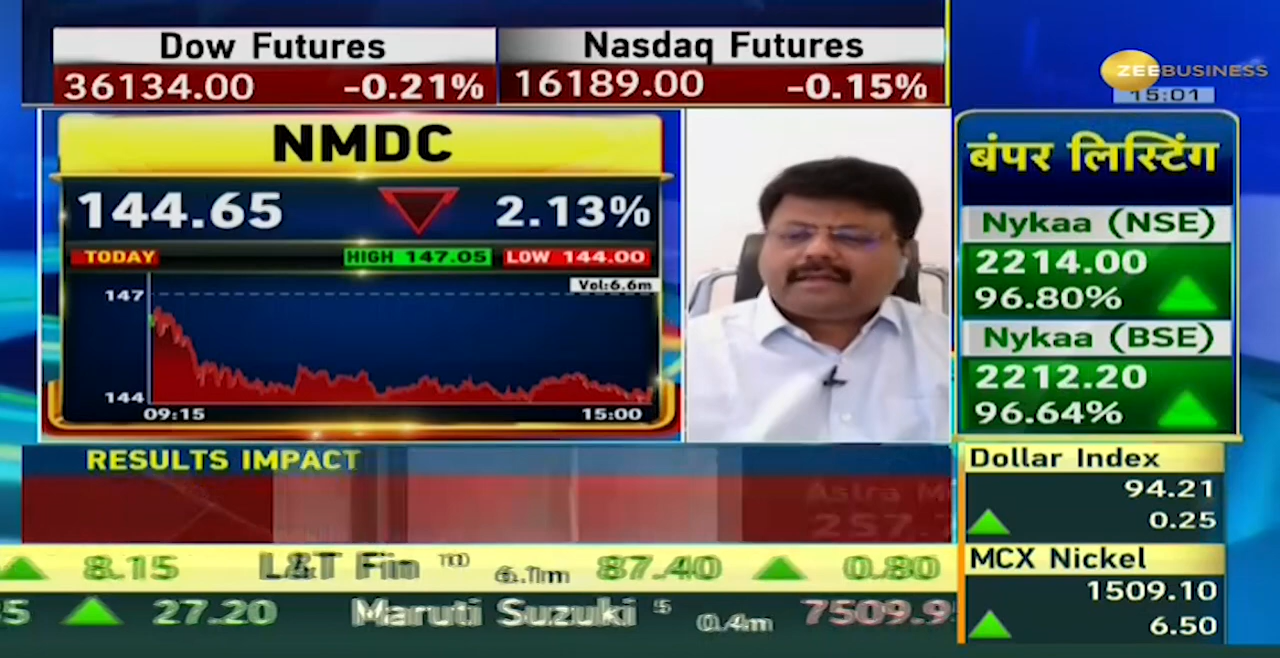 Dow Futures
36134.00 -0.21%
Nasdaq Futures
16189.00 -0.15%
ZEEBUSINESS
15:01
NMDC
144.65 2.13%
TODAY HIGH 147.05 LOW 144.00
Vol:6.6m
147
144
09:15 15:00
बंपर लिस्टिंग
Nykaa (NSE)
2214.00
96.80%
Nykaa (BSE)
2212.20
96.64%
Dollar Index
94.21
0.25
MCX Nickel
1509.10
6.50
RESULTS IMPACT
8.15 L&T Fin 6.1m 87.40 0.80
27.20 Maruti Suzuki 0.4m 7509.9